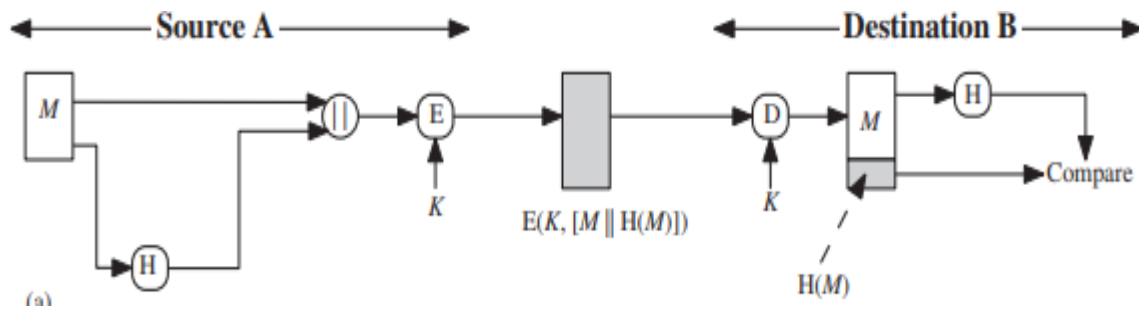 Source A
Destination B
M
||
E
D
M
H
K
K
Compare
E(K, [M || H(M)])
H
H(M)
(a)